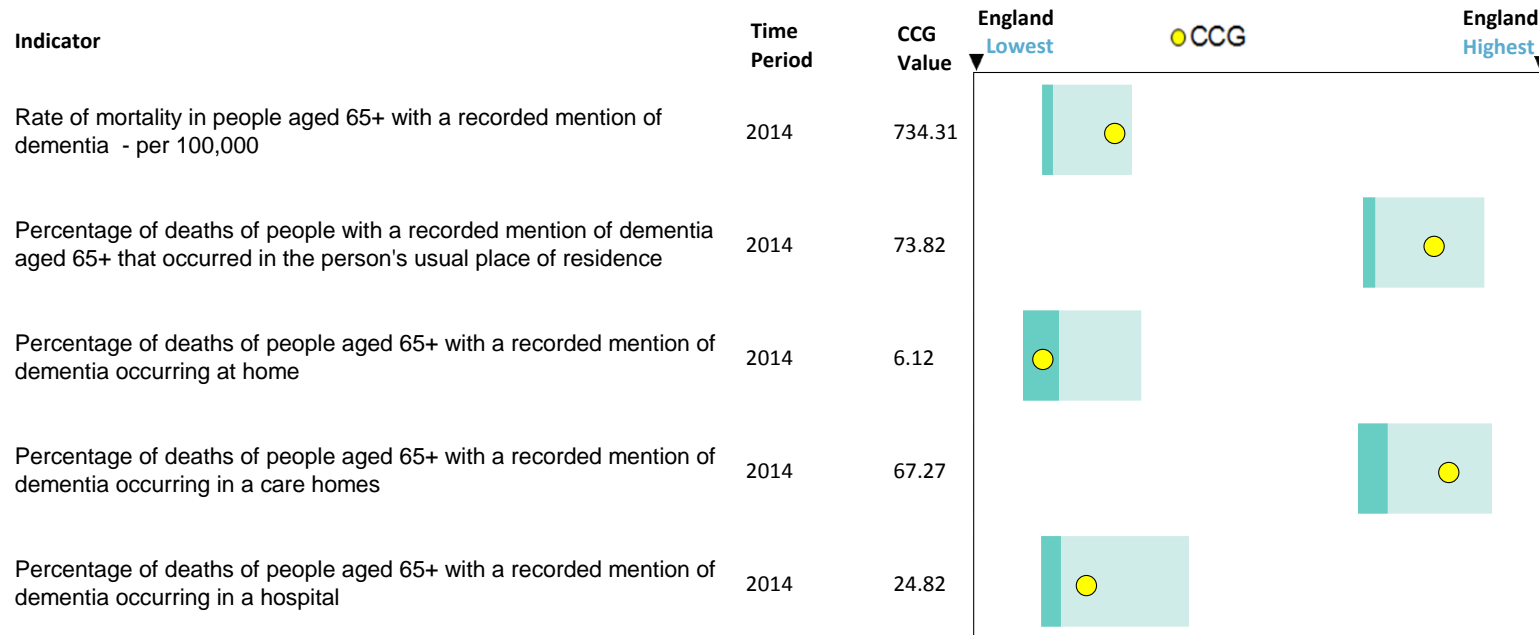 Indicator
Time
Period
CCG
Value
England
Lowest
CCG
England
Highest
Rate of mortality in people aged 65+ with a recorded mention of
dementia - per 100,000
2014
734.31
Percentage of deaths of people with a recorded mention of dementia
aged 65+ that occurred in the person's usual place of residence
2014
73.82
Percentage of deaths of people aged 65+ with a recorded mention of
dementia occurring at home
2014
6.12
Percentage of deaths of people aged 65+ with a recorded mention of
dementia occurring in a care homes
2014
67.27
Percentage of deaths of people aged 65+ with a recorded mention of
dementia occurring in a hospital
2014
24.82